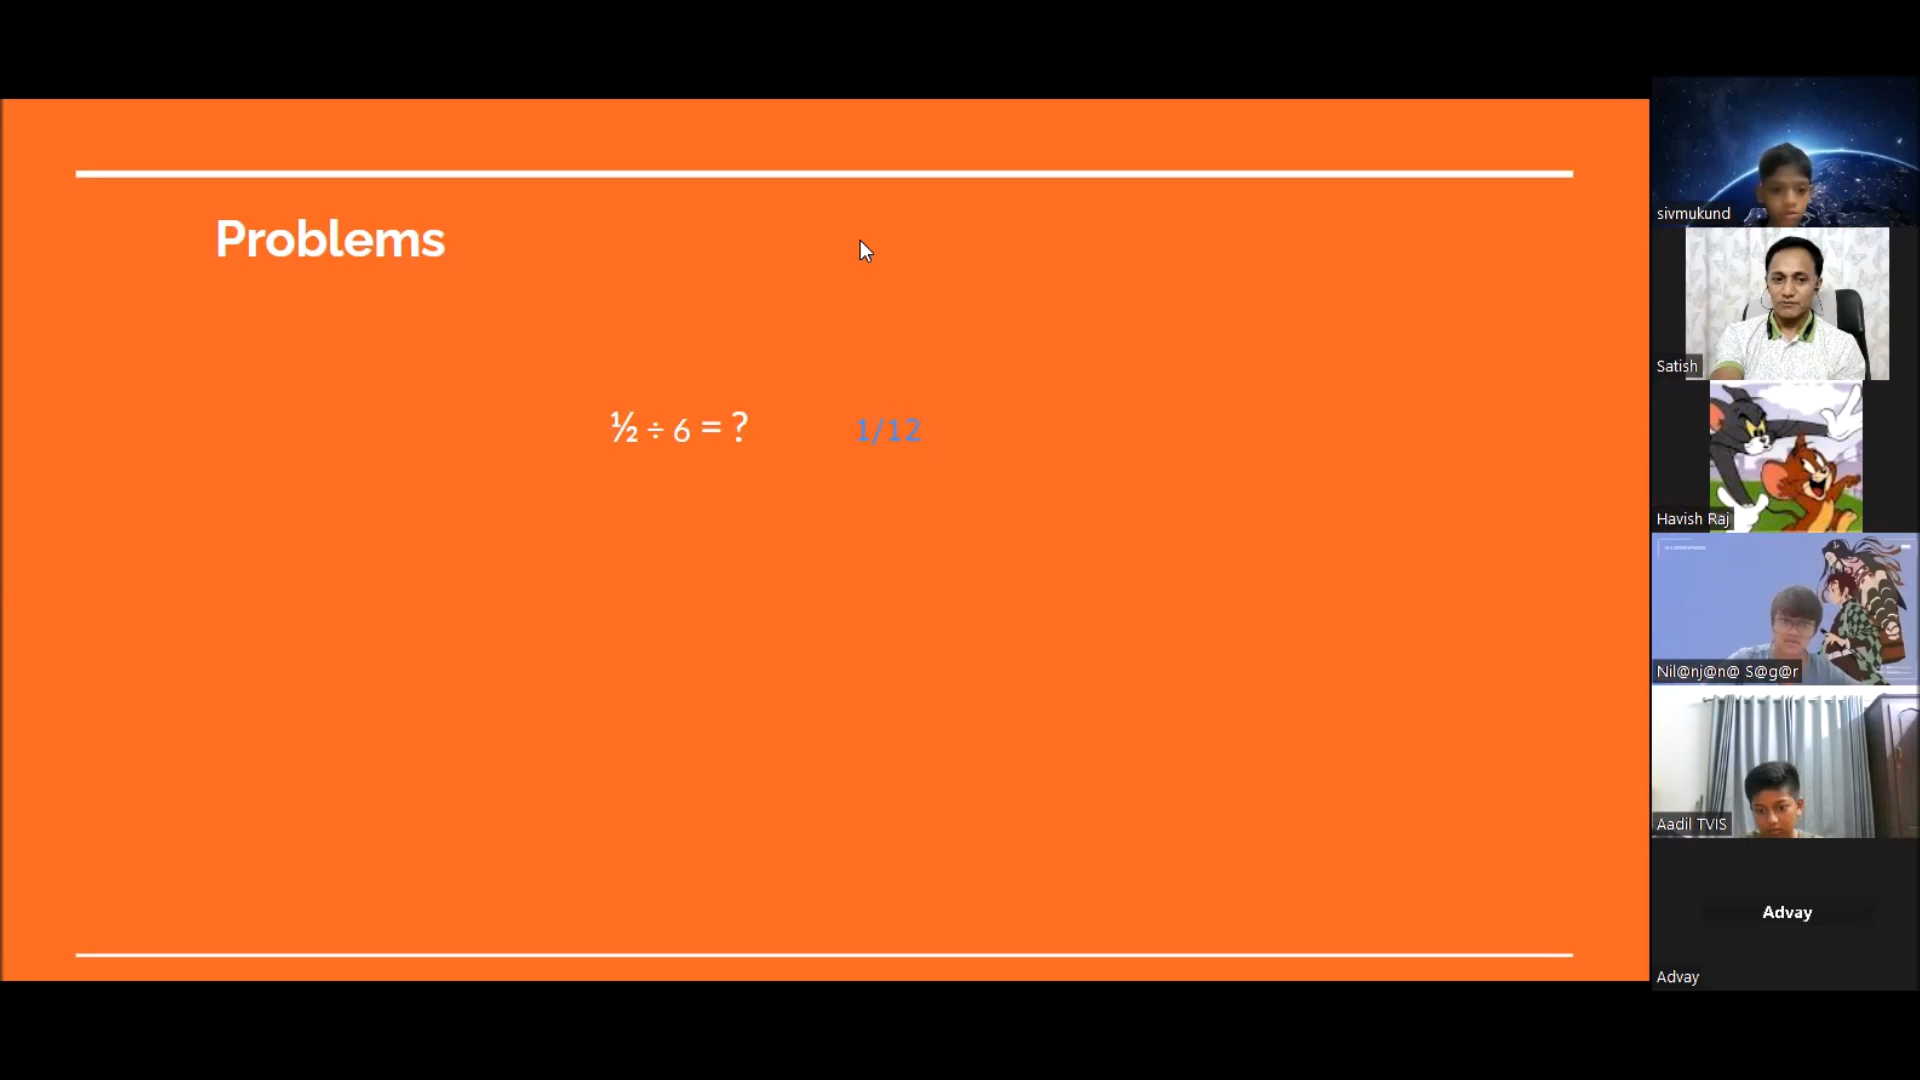 Problems
½ ÷ 6 = ? 1/12
sivmukund
Satish
Havish Raj
Nil@nj@n@ S@g@r
Aadil TVIS
Advay
Advay